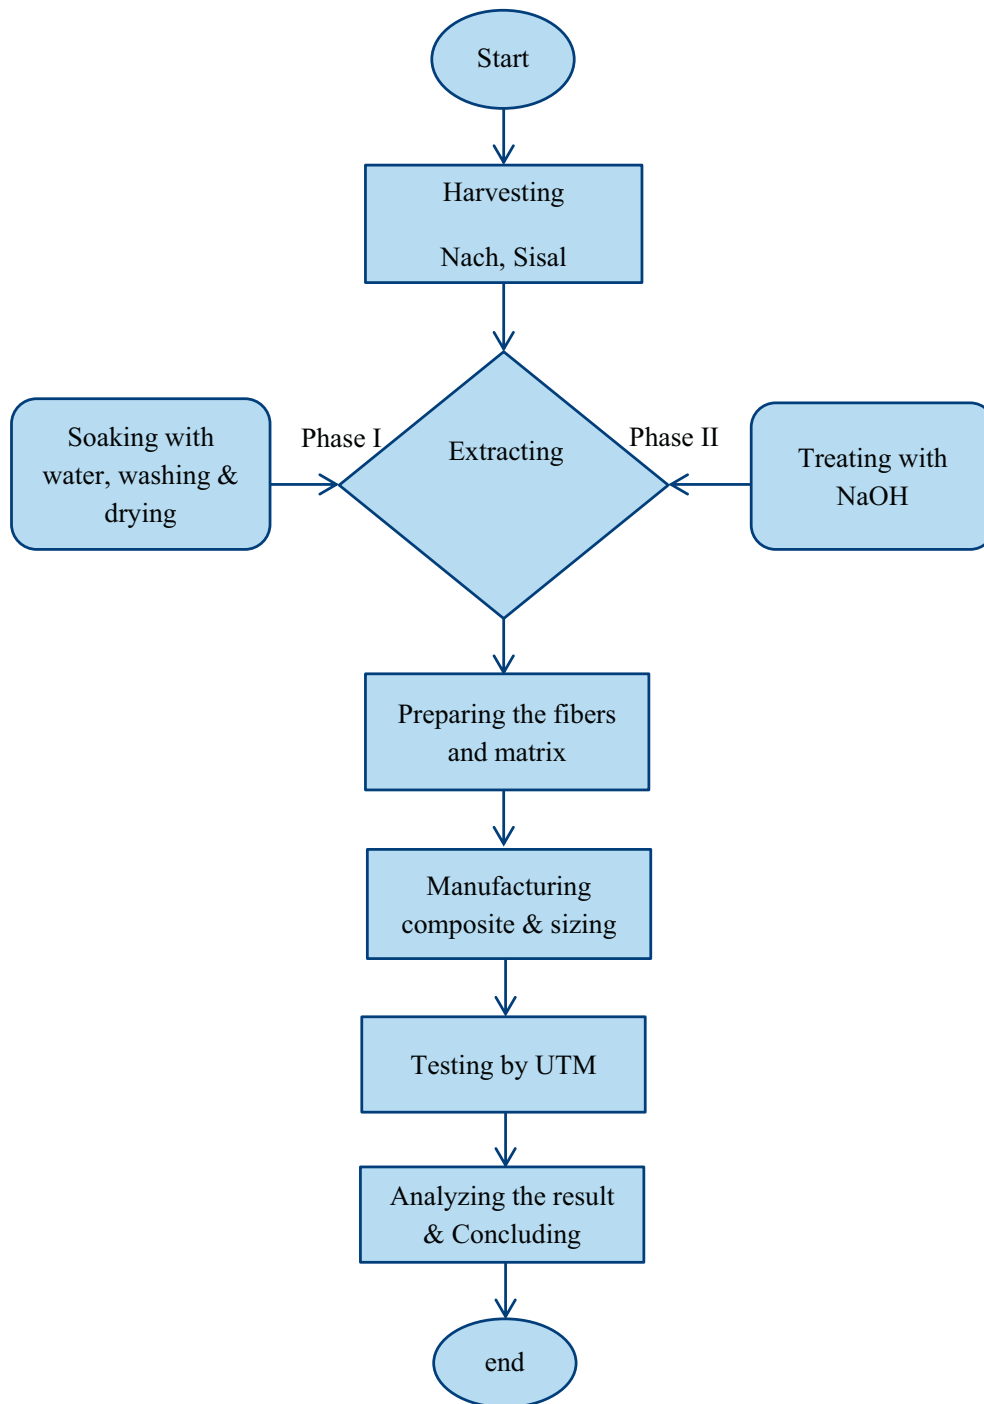 Start
Harvesting
Nach, Sisal
Phase I
Phase II
Soaking with
water, washing &
drying
Extracting
Treating with
NaOH
Preparing the fibers
and matrix
Manufacturing
composite & sizing
Testing by UTM
Analyzing the result
& Concluding
end